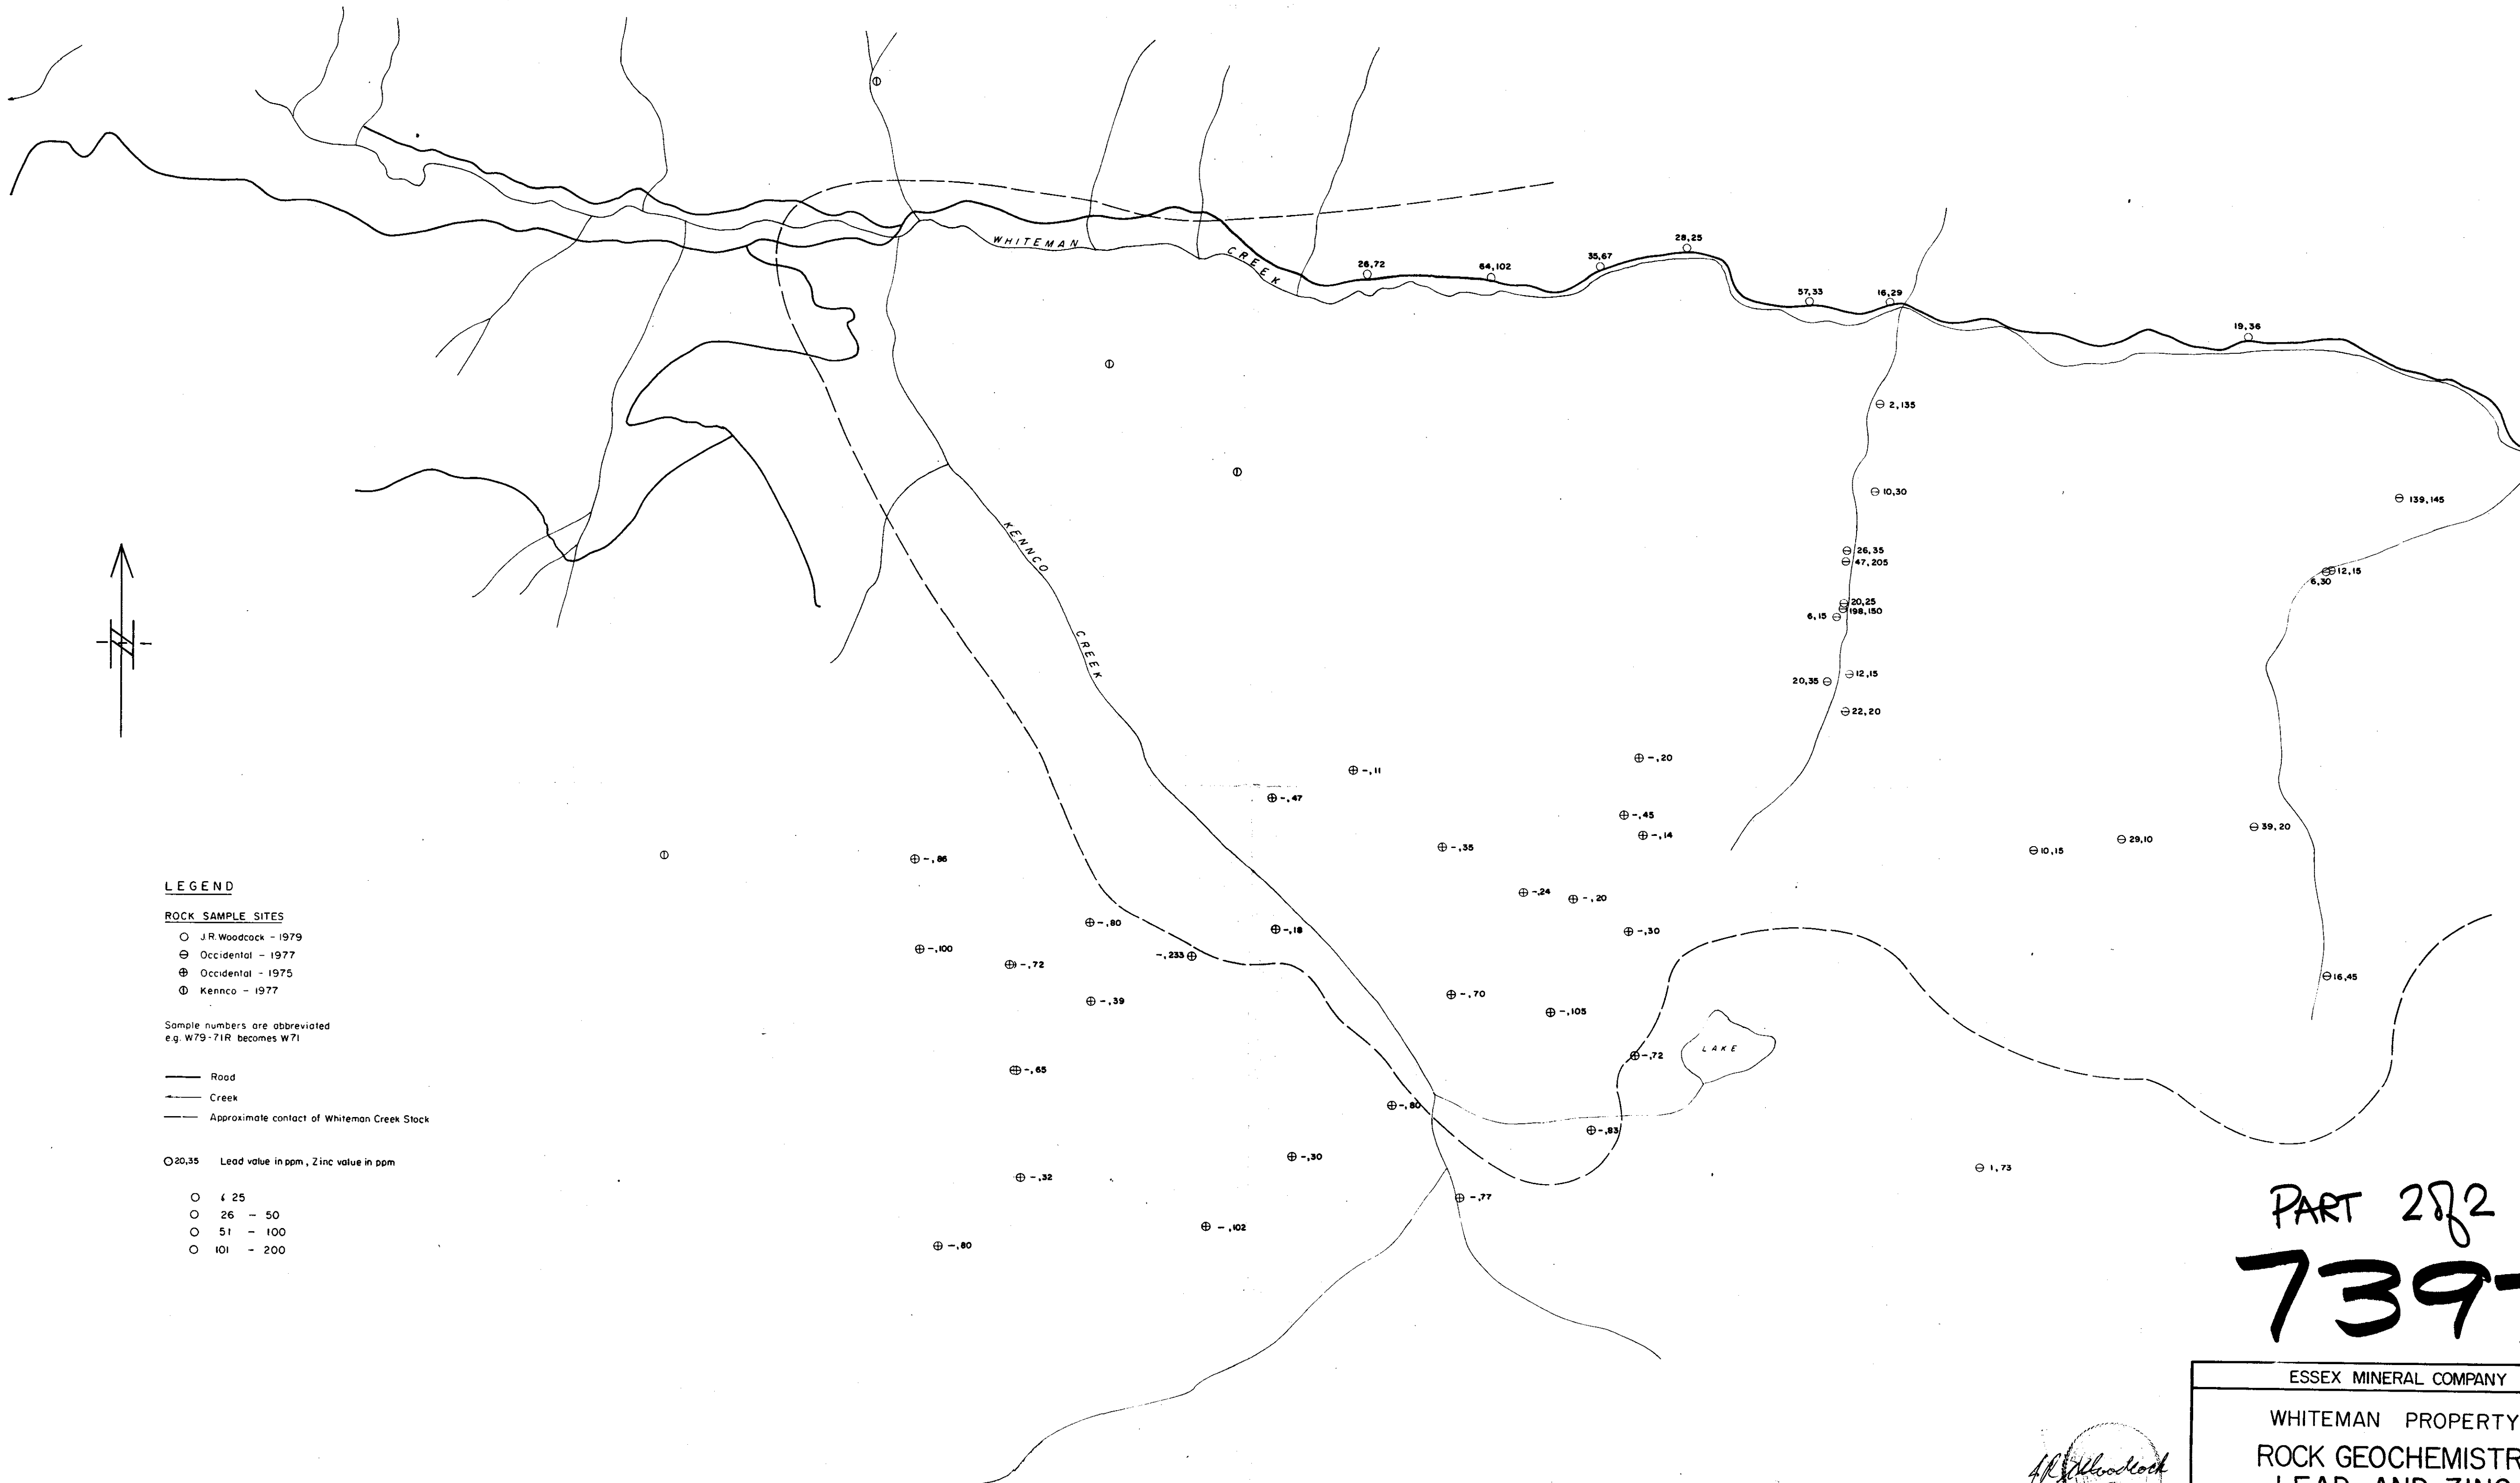 28,25
26,72
64,102
35,67
57,33
16,29
19,36
WHITEMAN CREEK
2,135
10,30
139,145
26,35
47,205
12,15
6,30
20,25
198,150
6,15
KENNCO CREEK
12,15
20,35
22,20
-,20
-,11
-,47
-,45
-,14
-,35
39,20
29,10
10,15
-,86
-,24
-,20
-,80
-,18
-,30
-,100
-,233
-,72
16,45
-,70
-,39
-,105
LAKE
-,72
-,65
-,80
-,83
-,30
1,73
-,32
-,77
-,102
-,80
LEGEND
ROCK SAMPLE SITES
J.R. Woodcock - 1979
Occidental - 1977
Occidental - 1975
Kennco - 1977
Sample numbers are abbreviated
e.g. W79-71R becomes W71
Road
Creek
Approximate contact of Whiteman Creek Stock
20,35 Lead value in ppm, Zinc value in ppm
25
26 - 50
51 - 100
101 - 200
N
PART 2 of 2
739
ESSEX MINERAL COMPANY
WHITEMAN PROPERTY
ROCK GEOCHEMISTR
LEAD AND ZINC
J.R. Woodcock